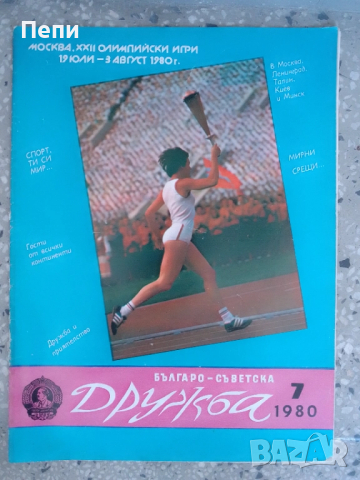 Пепи
МОСКВА, XXII ОЛИМПИЙСКИ ИГРИ
19 ЮЛИ – 3 АВГУСТ 1980 г.
В Москва,
Ленинград,
Талин,
Киев
и Минск
СПОРТ,
ТИ СИ
МИР...
МИРНИ
СРЕЩИ...
Гости
от всички
континенти
Дружба и
приятелство
БЪЛГАРО – СЪВЕТСКА
ДРУЖБА
7
1980
BAZAR